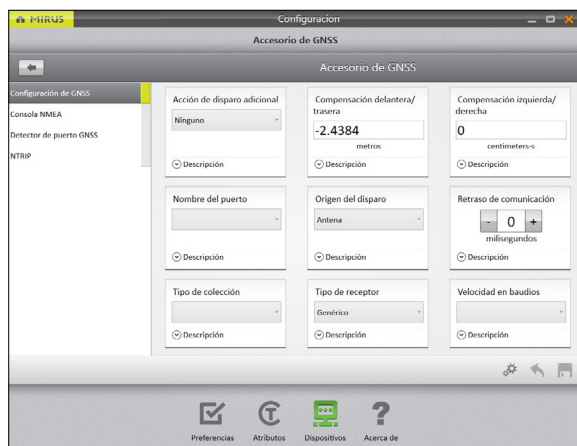 MIRUS
Configuracion
Accesorio de GNSS
Accesorio de GNSS
Configuración de GNSS
Consola NMEA
Detector de puerto GNSS
NTRIP
Acción de disparo adicional
Ninguno
Descripción
Compensación delantera/
trasera
-2.4384
metros
Descripción
Compensación izquierda/
derecha
0
centimeters-s
Descripción
Nombre del puerto
Descripción
Origen del disparo
Antena
Descripción
Retraso de comunicación
- 0 +
milisegundos
Descripción
Tipo de colección
Descripción
Tipo de receptor
Genérico
Descripción
Velocidad en baudios
Descripción
Preferencias
Atributos
Dispositivos
Acerca de